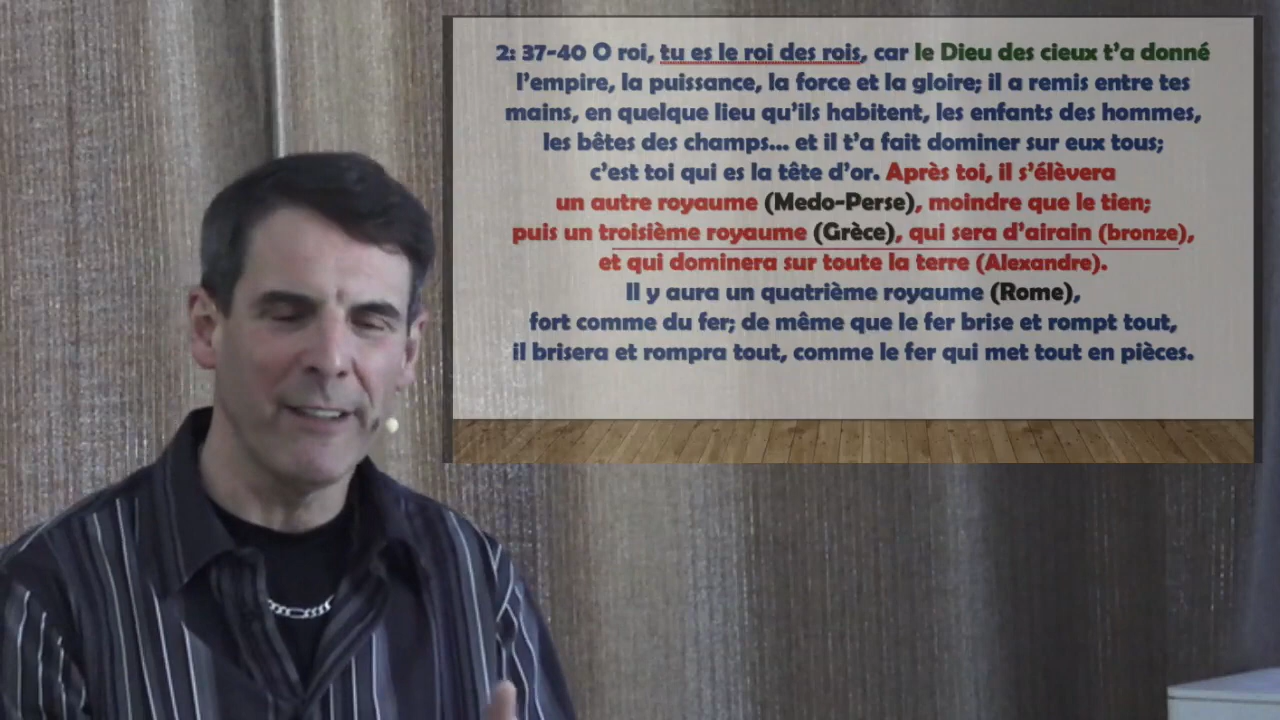 2: 37-40 O roi, tu es le roi des rois, car le Dieu des cieux t’a donné
l’empire, la puissance, la force et la gloire; il a remis entre tes
mains, en quelque lieu qu’ils habitent, les enfants des hommes,
les bêtes des champs... et il t’a fait dominer sur eux tous;
c’est toi qui es la tête d’or. Après toi, il s’élèvera
un autre royaume (Medo-Perse), moindre que le tien;
puis un troisième royaume (Grèce), qui sera d’airain (bronze),
et qui dominera sur toute la terre (Alexandre).
Il y aura un quatrième royaume (Rome),
fort comme du fer; de même que le fer brise et rompt tout,
il brisera et rompra tout, comme le fer qui met tout en pièces.